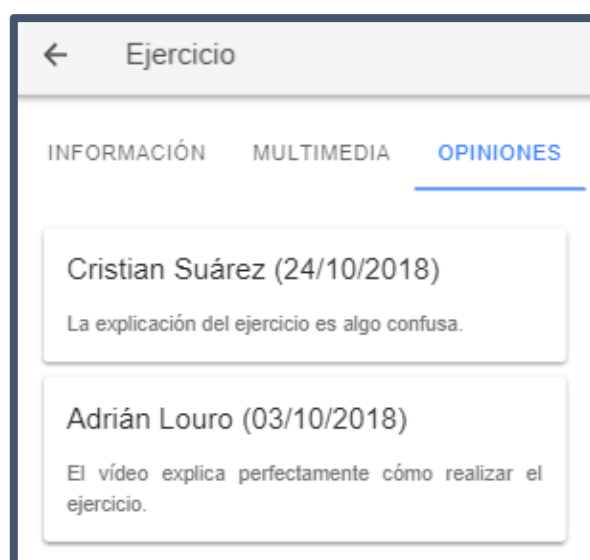 Ejercicio
INFORMACIÓN MULTIMEDIA OPINIONES
Cristian Suárez (24/10/2018)
La explicación del ejercicio es algo confusa.
Adrián Louro (03/10/2018)
El vídeo explica perfectamente cómo realizar el
ejercicio.